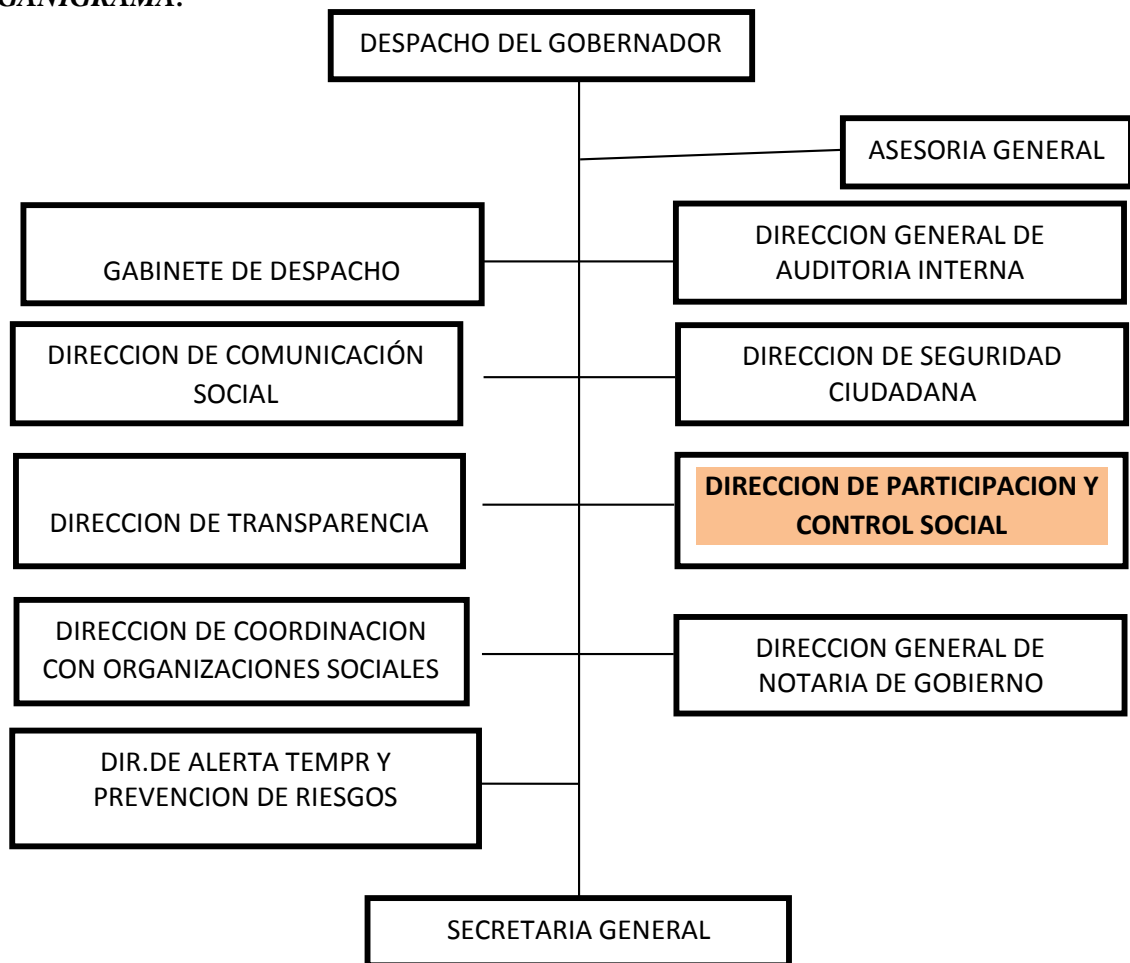 DESPACHO DEL GOBERNADOR
ASESORIA GENERAL
GABINETE DE DESPACHO
DIRECCION GENERAL DE
AUDITORIA INTERNA
DIRECCION DE COMUNICACIÓN
SOCIAL
DIRECCION DE SEGURIDAD
CIUDADANA
DIRECCION DE TRANSPARENCIA
DIRECCION DE PARTICIPACION Y
CONTROL SOCIAL
DIRECCION DE COORDINACION
CON ORGANIZACIONES SOCIALES
DIRECCION GENERAL DE
NOTARIA DE GOBIERNO
DIR.DE ALERTA TEMPR Y
PREVENCION DE RIESGOS
SECRETARIA GENERAL